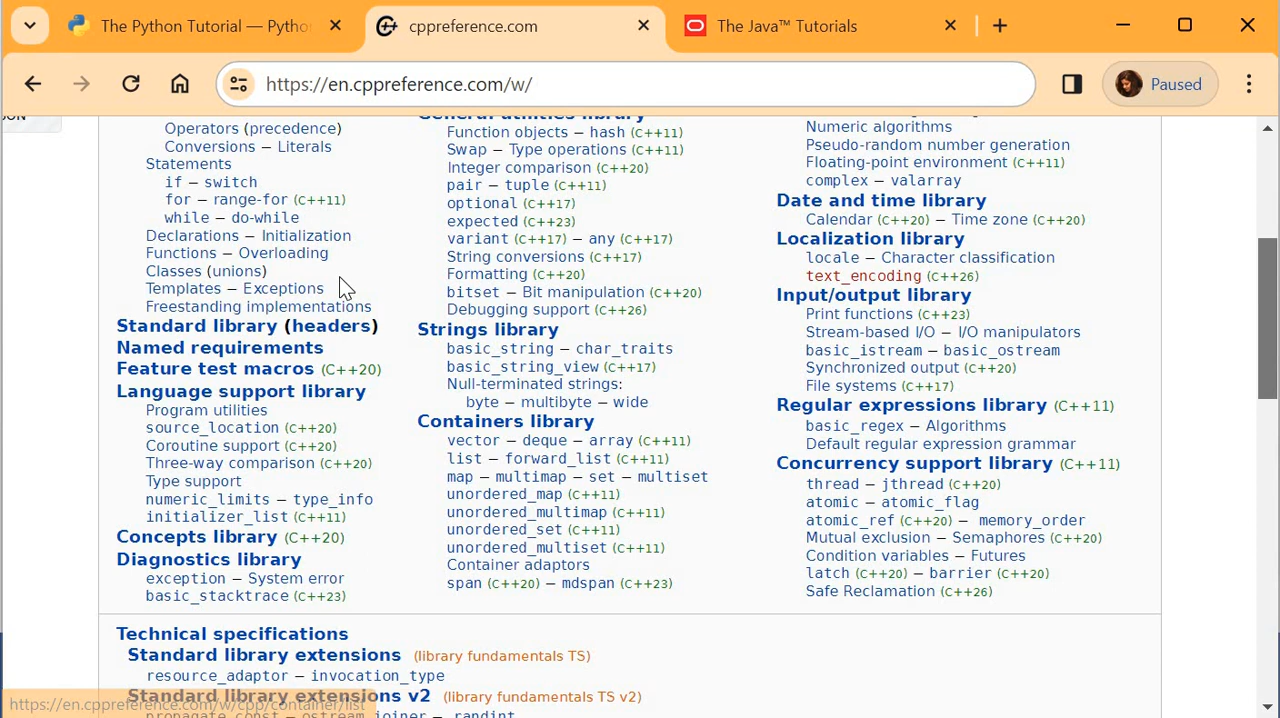 The Python Tutorial — Pytho
cppreference.com
The Java™ Tutorials
https://en.cppreference.com/w/
Paused
Operators (precedence)
Conversions – Literals
Statements
if – switch
for – range-for (C++11)
while – do-while
Declarations – Initialization
Functions – Overloading
Classes (unions)
Templates – Exceptions
Freestanding implementations
Standard library (headers)
Named requirements
Feature test macros (C++20)
Language support library
Program utilities
source_location (C++20)
Coroutine support (C++20)
Three-way comparison (C++20)
Type support
numeric_limits – type_info
initializer_list (C++11)
Concepts library (C++20)
Diagnostics library
exception – System error
basic_stacktrace (C++23)
General utilities library
Function objects – hash (C++11)
Swap – Type operations (C++11)
Integer comparison (C++20)
pair – tuple (C++11)
optional (C++17)
expected (C++23)
variant (C++17) – any (C++17)
String conversions (C++17)
Formatting (C++20)
bitset – Bit manipulation (C++20)
Debugging support (C++26)
Strings library
basic_string – char_traits
basic_string_view (C++17)
Null-terminated strings:
byte – multibyte – wide
Containers library
vector – deque – array (C++11)
list – forward_list (C++11)
map – multimap – set – multiset
unordered_map (C++11)
unordered_multimap (C++11)
unordered_set (C++11)
unordered_multiset (C++11)
Container adaptors
span (C++20) – mdspan (C++23)
Numeric algorithms
Pseudo-random number generation
Floating-point environment (C++11)
complex – valarray
Date and time library
Calendar (C++20) – Time zone (C++20)
Localization library
locale – Character classification
text_encoding (C++26)
Input/output library
Print functions (C++23)
Stream-based I/O – I/O manipulators
basic_istream – basic_ostream
Synchronized output (C++20)
File systems (C++17)
Regular expressions library (C++11)
basic_regex – Algorithms
Default regular expression grammar
Concurrency support library (C++11)
thread – jthread (C++20)
atomic – atomic_flag
atomic_ref (C++20) – memory_order
Mutual exclusion – Semaphores (C++20)
Condition variables – Futures
latch (C++20) – barrier (C++20)
Safe Reclamation (C++26)
Technical specifications
Standard library extensions (library fundamentals TS)
resource_adaptor – invocation_type
Standard library extensions v2 (library fundamentals TS v2)
propagate_const – ostream_joiner – randint
https://en.cppreference.com/w/cpp/container/list